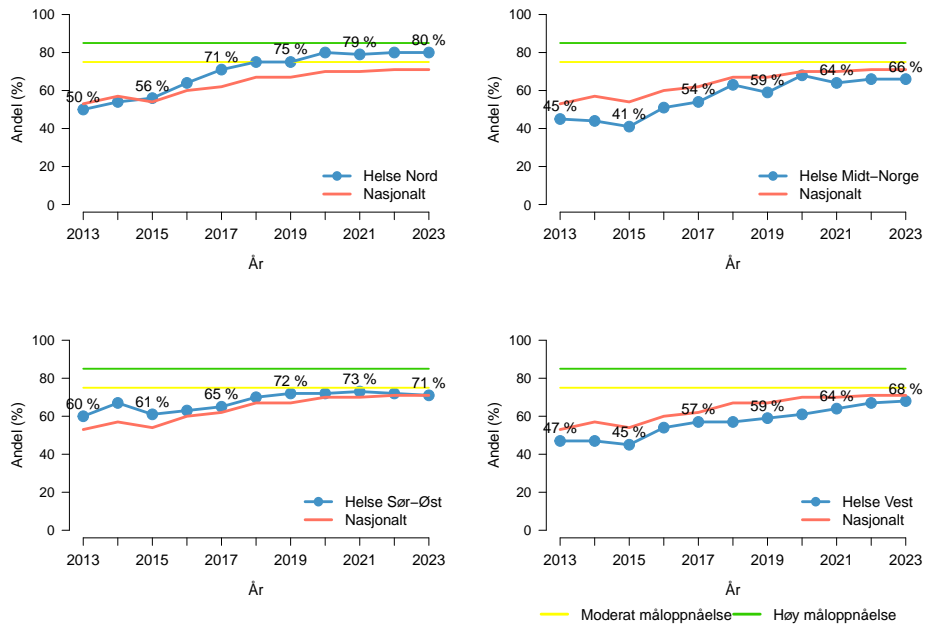 100
80
60
40
20
0
Andel (%)
50 %
56 %
71 %
75 %
79 %
80 %
Helse Nord
Nasjonalt
2013 2015 2017 2019 2021 2023
År
100
80
60
40
20
0
Andel (%)
45 %
41 %
54 %
59 %
64 %
66 %
Helse Midt−Norge
Nasjonalt
2013 2015 2017 2019 2021 2023
År
100
80
60
40
20
0
Andel (%)
60 %
61 %
65 %
72 %
73 %
71 %
Helse Sør−Øst
Nasjonalt
2013 2015 2017 2019 2021 2023
År
100
80
60
40
20
0
Andel (%)
47 %
45 %
57 %
59 %
64 %
68 %
Helse Vest
Nasjonalt
2013 2015 2017 2019 2021 2023
År
Moderat måloppnåelse Høy måloppnåelse